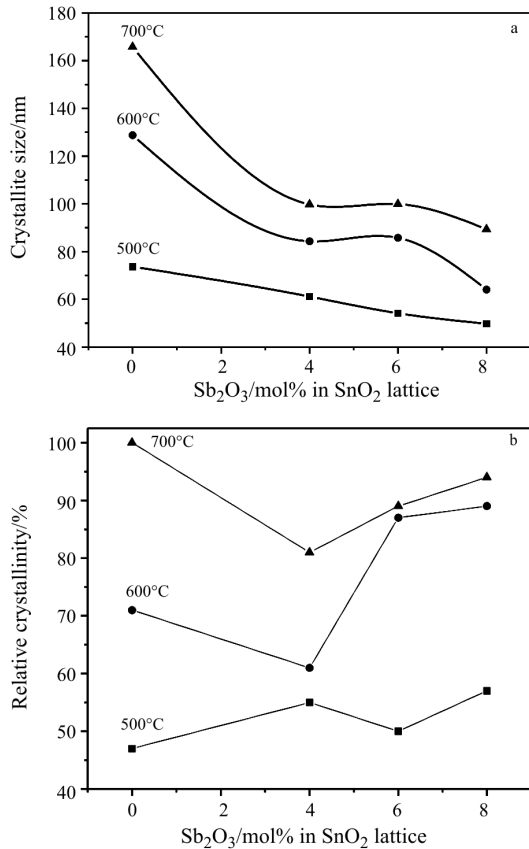 a
180
700°C
160
140
600°C
120
100
500°C
80
60
40
Crystallite size/nm
0 2 4 6 8
Sb₂O₃/mol% in SnO₂ lattice
b
100
700°C
90
80
600°C
70
60
500°C
50
40
Relative crystallinity/%
0 2 4 6 8
Sb₂O₃/mol% in SnO₂ lattice